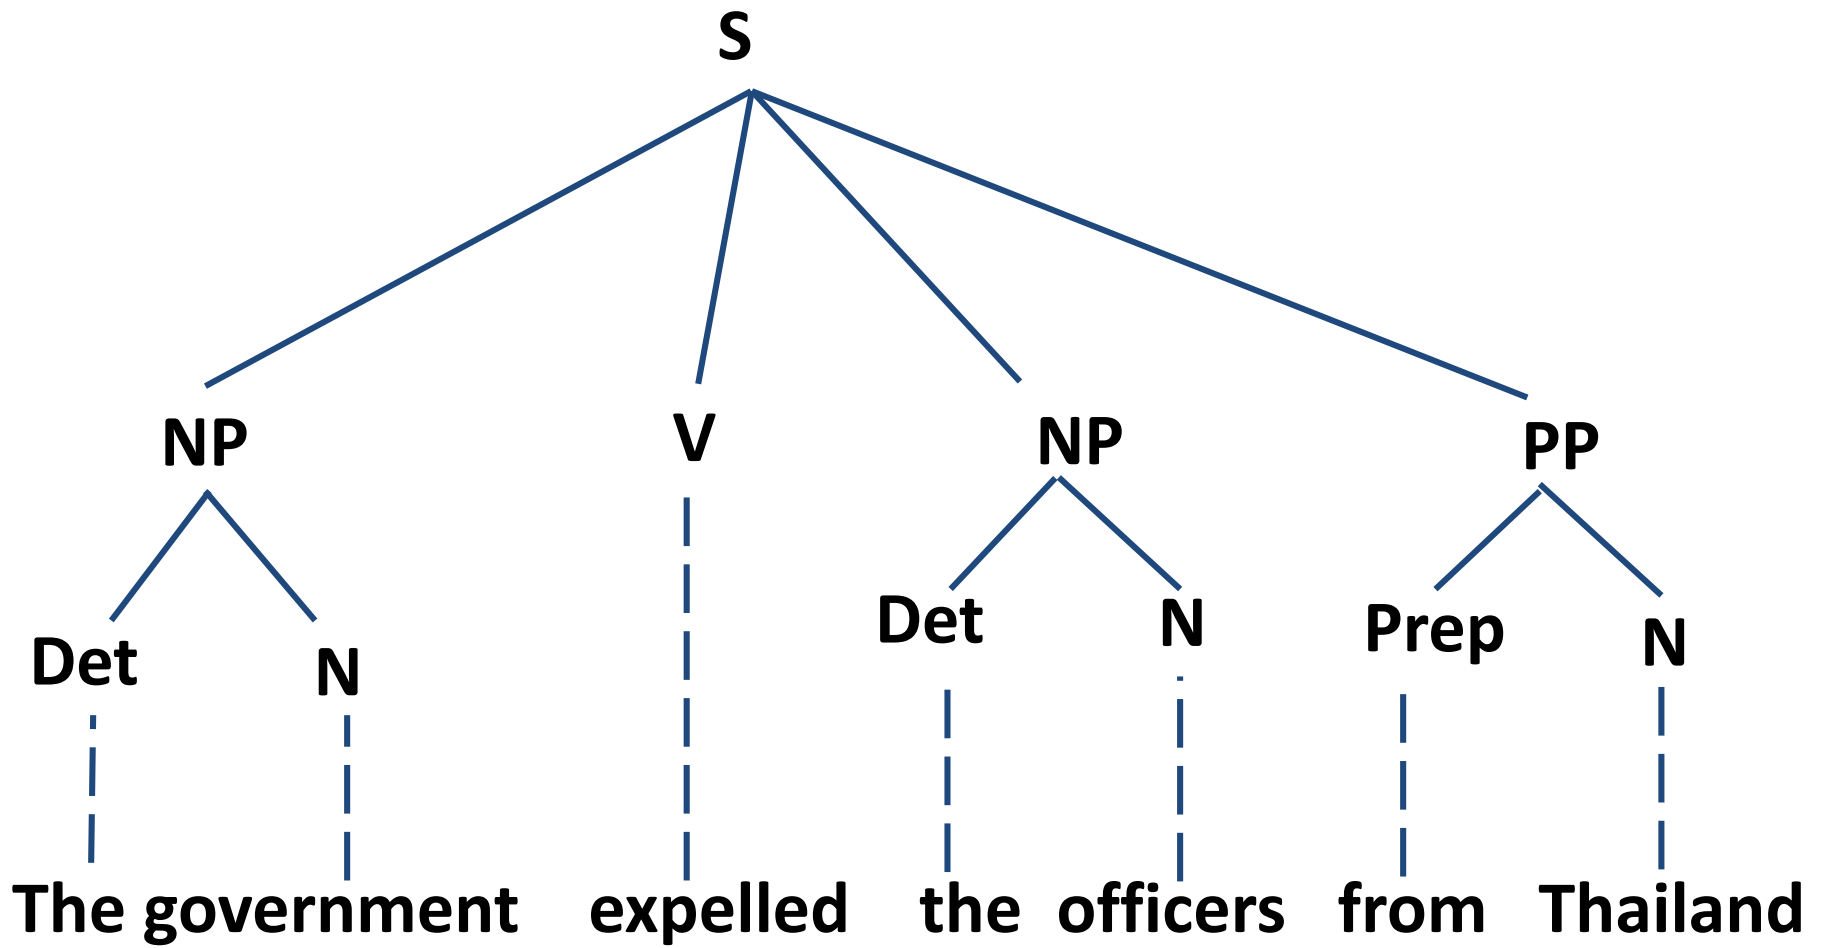 S
NP V NP PP
Det N Det N Prep N
The government expelled the officers from Thailand